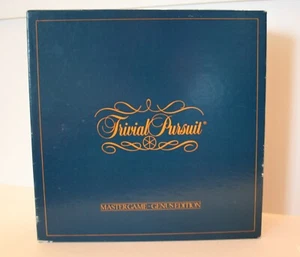 Trivial Pursuit®
MASTER GAME - GENUS EDITION